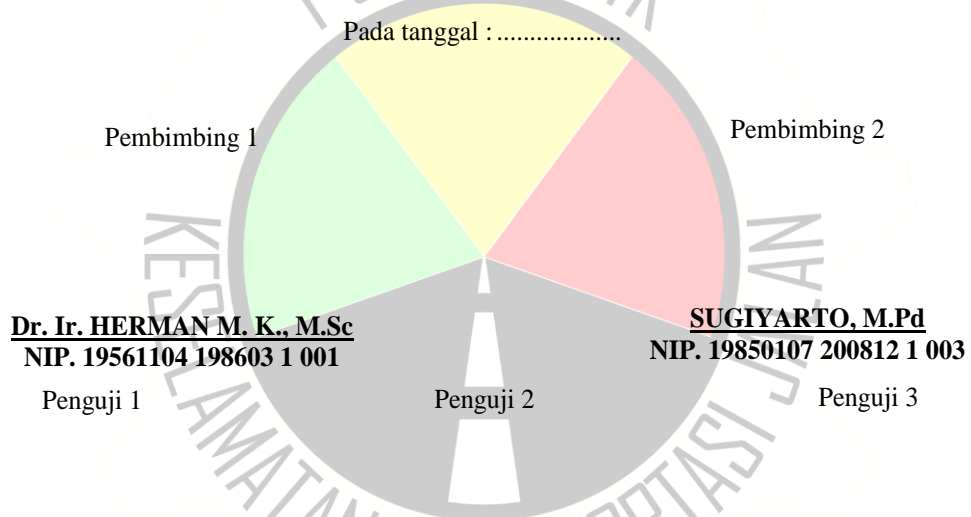 Pada tanggal : ...................
Pembimbing 1
Pembimbing 2
Dr. Ir. HERMAN M. K., M.Sc
NIP. 19561104 198603 1 001
SUGIYARTO, M.Pd
NIP. 19850107 200812 1 003
Penguji 1
Penguji 2
Penguji 3